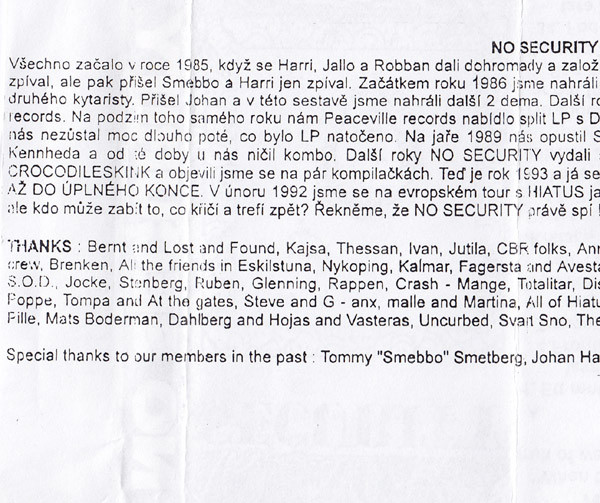 NO SECURITY
Všechno začalo v roce 1985, když se Harri, Jallo a Robban dali dohromady a založ
zpíval, ale pak přišel Smebbo a Harri jen zpíval. Začátkem roku 1986 jsme nahráli
druhého kytaristy. Přišel Johan a v této sestavě jsme nahráli další 2 dema. Další ro
records. Na podzim toho samého roku nám Peaceville records nabídlo split LP s D
nás nezůstal moc dlouho poté, co bylo LP natočeno. Na jaře 1989 nás opustil S
Kennheda a od té doby u nás ničil kombo. Další roky NO SECURITY vydali s
CROCODILESKINK a objevili jsme se na pár kompilačkách. Teď je rok 1993 a já se
AŽ DO ÚPLNÉHO KONCE. V únoru 1992 jsme se na evropském tour s HIATUS ja
ale kdo může zabít to, co křičí a trefí zpět? Řekněme, že NO SECURITY právě spí !
THANKS : Bernt and Lost and Found, Kajsa, Thessan, Ivan, Jutila, CBR folks, Ann
crew, Brenken, All the friends in Eskilstuna, Nykoping, Kalmar, Fagersta and Avesta
S.O.D., Jocke, Stenberg, Ruben, Glenning, Rappen, Crash - Mange, Totalitar, Dis
Poppe, Tompa and At the gates, Steve and G - anx, malle and Martina, All of Hiatu
Pille, Mats Boderman, Dahlberg and Hojas and Vasteras, Uncurbed, Svart Sno, The
Special thanks to our members in the past : Tommy "Smebbo" Smetberg, Johan Ha